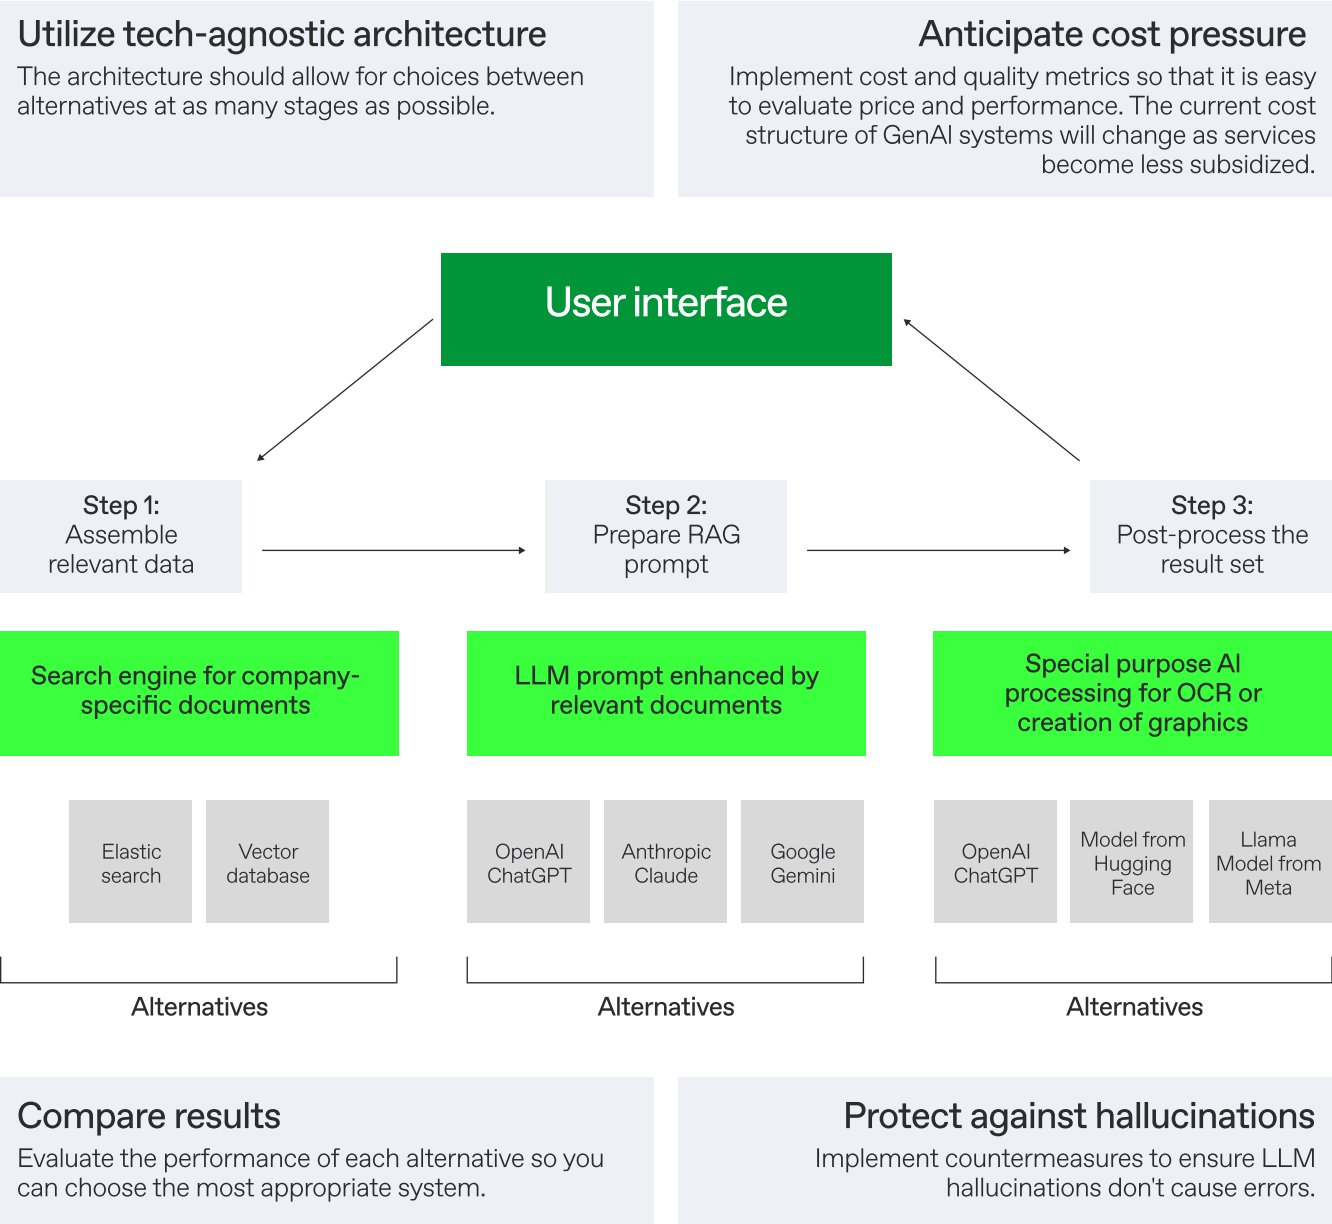 Utilize tech-agnostic architecture
The architecture should allow for choices between
alternatives at as many stages as possible.
Anticipate cost pressure
Implement cost and quality metrics so that it is easy
to evaluate price and performance. The current cost
structure of GenAI systems will change as services
become less subsidized.
User interface
Step 1:
Assemble
relevant data
Step 2:
Prepare RAG
prompt
Step 3:
Post-process the
result set
Search engine for company-
specific documents
LLM prompt enhanced by
relevant documents
Special purpose AI
processing for OCR or
creation of graphics
Elastic
search
Vector
database
OpenAI
ChatGPT
Anthropic
Claude
Google
Gemini
OpenAI
ChatGPT
Model from
Hugging
Face
Llama
Model from
Meta
Alternatives
Alternatives
Alternatives
Compare results
Evaluate the performance of each alternative so you
can choose the most appropriate system.
Protect against hallucinations
Implement countermeasures to ensure LLM
hallucinations don't cause errors.